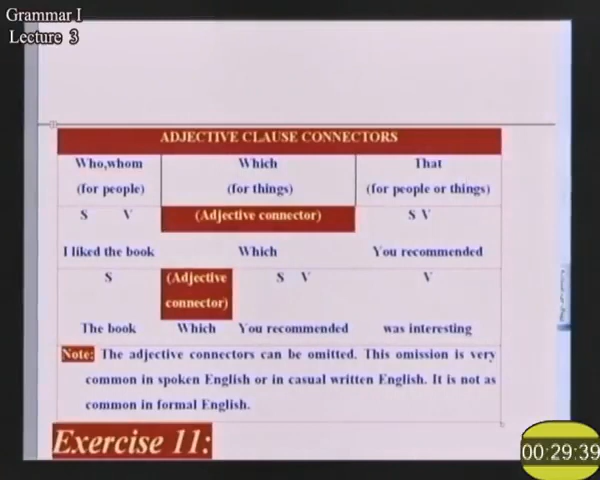 Grammar I
Lecture 3
ADJECTIVE CLAUSE CONNECTORS
Who,whom Which That
(for people) (for things) (for people or things)
S V (Adjective connector) S V
I liked the book Which You recommended
S (Adjective connector) S V V
The book Which You recommended was interesting
Note: The adjective connectors can be omitted. This omission is very
common in spoken English or in casual written English. It is not as
common in formal English.
Exercise 11:
00:29:39